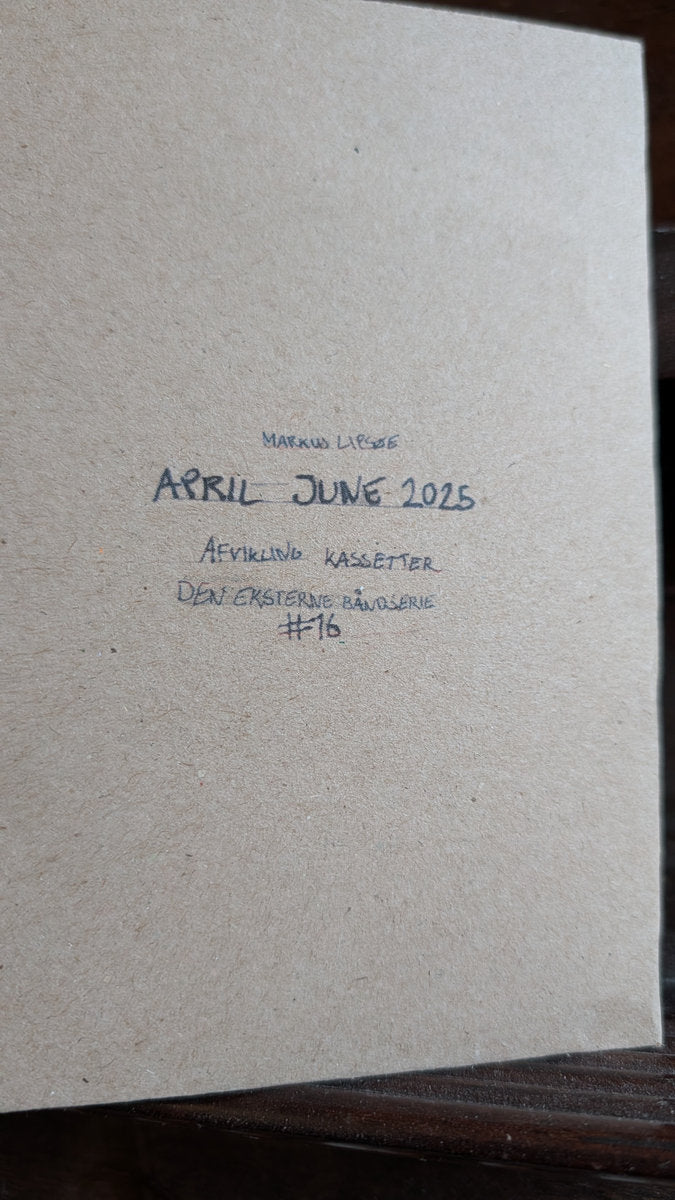 MARKUS LIPSØE
APRIL JUNE 2025
AFVIKLING KASSETTER
DEN EKSTERNE BÅNDSERIE
#16